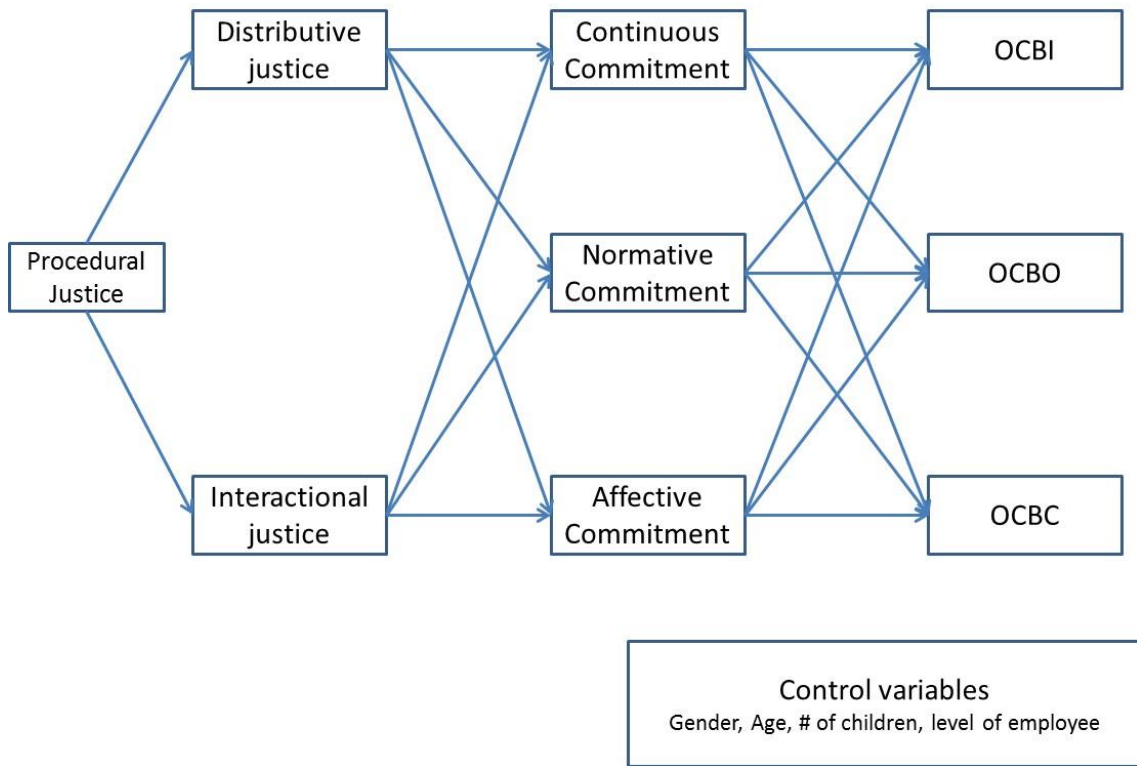 Distributive
justice
Continuous
Commitment
OCBI
Procedural
Justice
Normative
Commitment
OCBO
Interactional
justice
Affective
Commitment
OCBC
Control variables
Gender, Age, # of children, level of employee